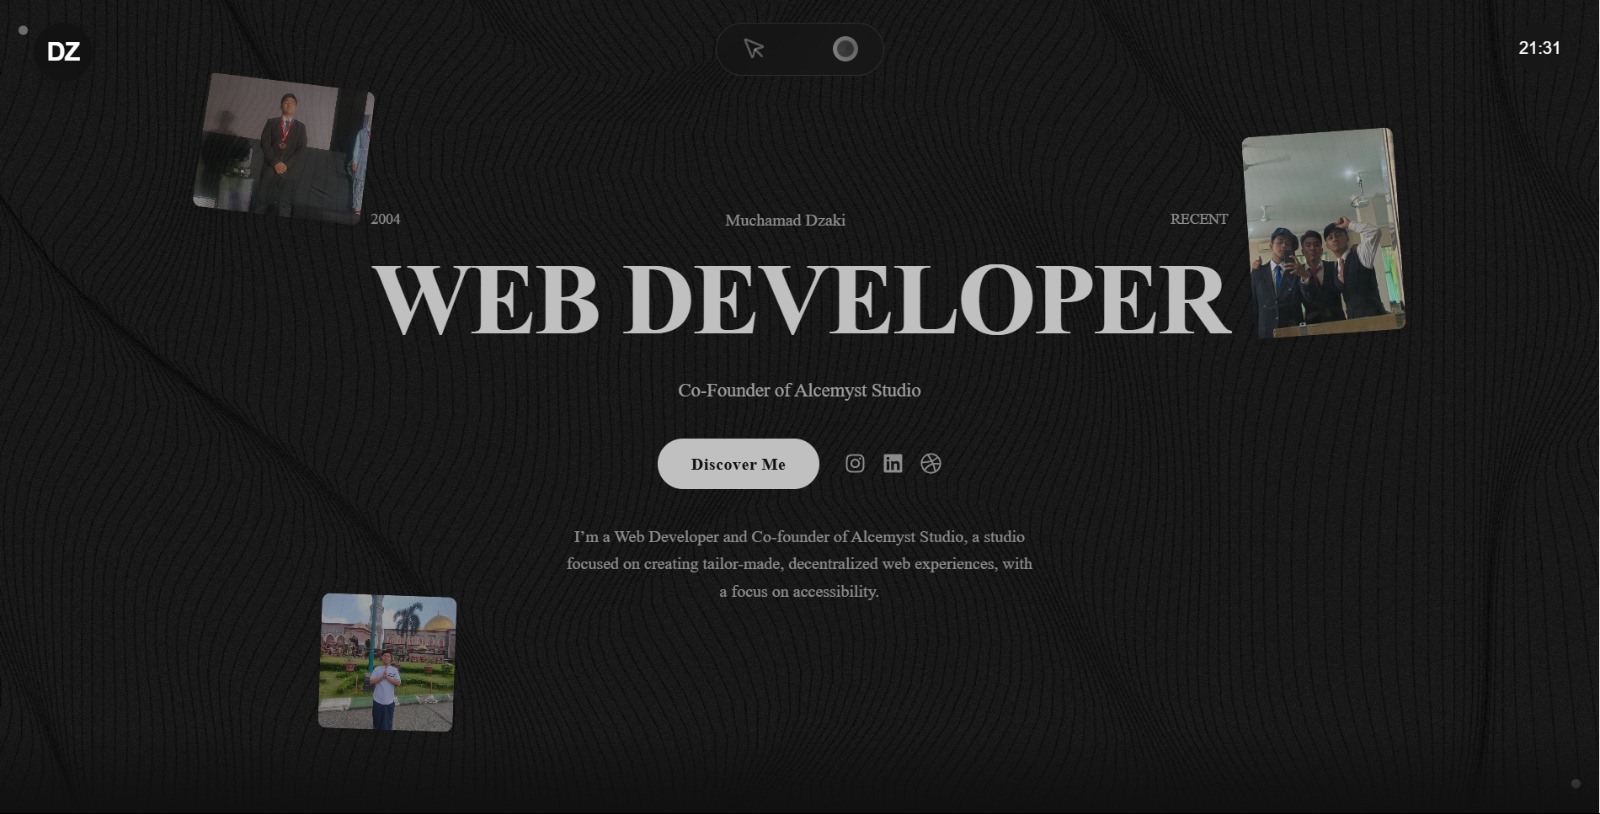 DZ
21:31
2004
Muchamad Dzaki
RECENT
WEB DEVELOPER
Co-Founder of Alcemyst Studio
Discover Me
I’m a Web Developer and Co-founder of Alcemyst Studio, a studio
focused on creating tailor-made, decentralized web experiences, with
a focus on accessibility.